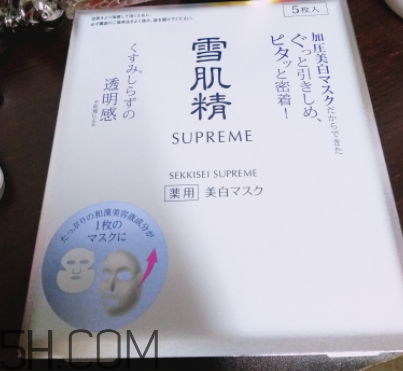 5枚入
加圧美白マスクだからできた
ぐっと引きしめ、
ピタッと密着！
雪肌精
SUPREME
くすみしらずの
透明感
SEKKISEI SUPREME
薬用 美白マスク
たっぷりの和漢美容液成分が
1枚の
マスクに
5H.COM